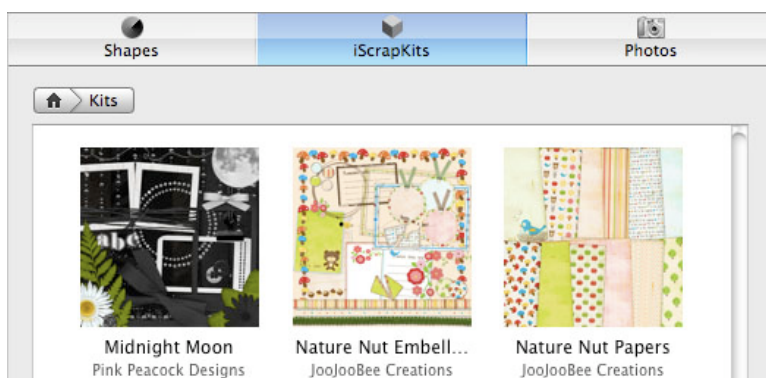 Shapes
iScrapKits
Photos
Kits
Midnight Moon
Nature Nut Embell...
Nature Nut Papers
Pink Peacock Designs
JooJooBee Creations
JooJooBee Creations